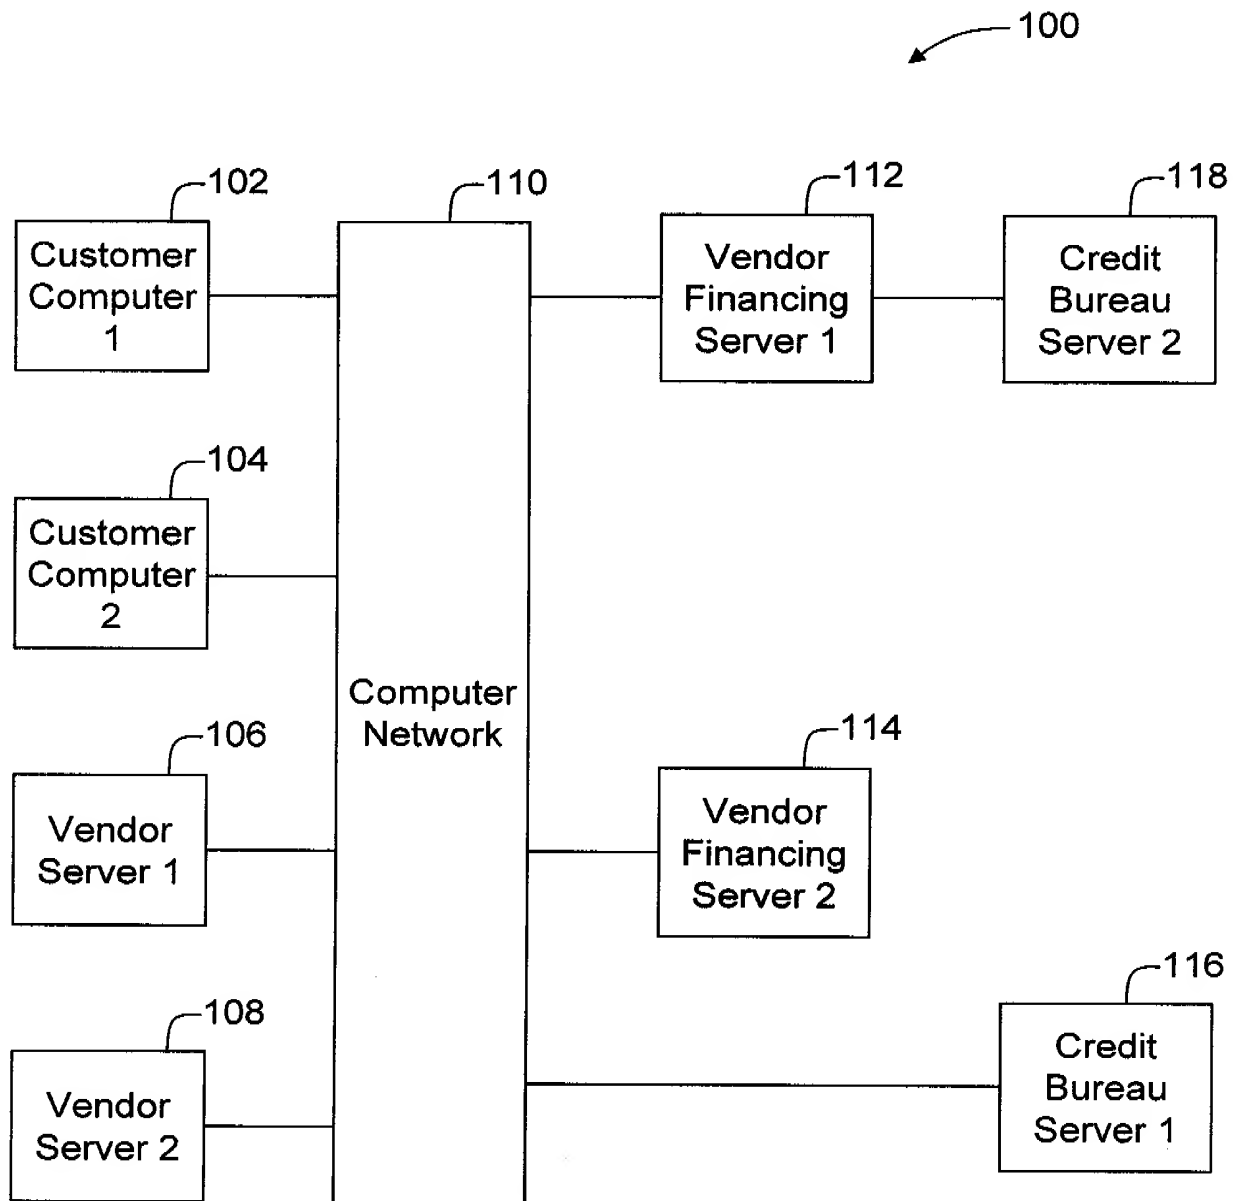 100
102
110
112
118
Customer
Computer
1
Vendor
Financing
Server 1
Credit
Bureau
Server 2
104
Customer
Computer
2
Computer
Network
106
114
Vendor
Server 1
Vendor
Financing
Server 2
108
116
Vendor
Server 2
Credit
Bureau
Server 1